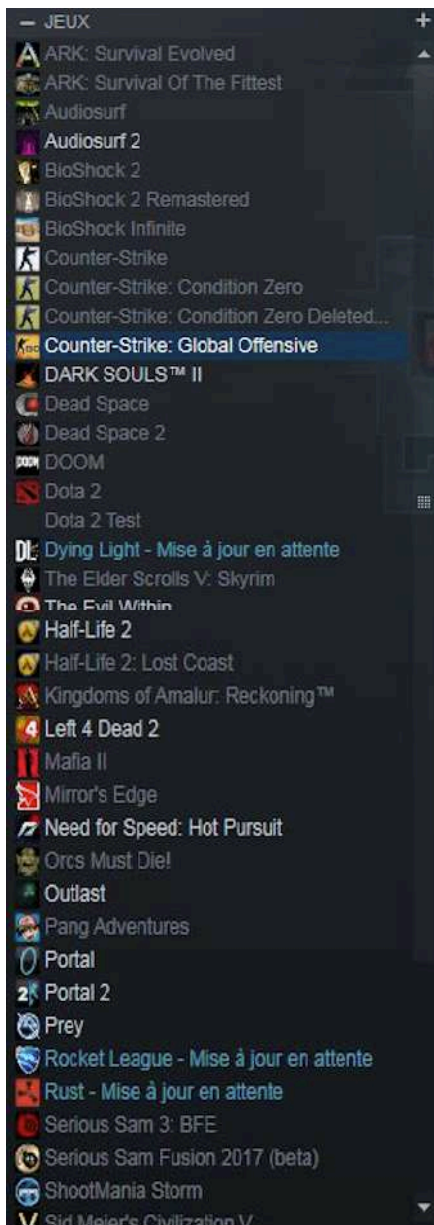 — JEUX +
ARK: Survival Evolved
ARK: Survival Of The Fittest
Audiosurf
Audiosurf 2
BioShock 2
BioShock 2 Remastered
BioShock Infinite
Counter-Strike
Counter-Strike: Condition Zero
Counter-Strike: Condition Zero Deleted...
Counter-Strike: Global Offensive
DARK SOULS™ II
Dead Space
Dead Space 2
DOOM
Dota 2
Dota 2 Test
Dying Light - Mise à jour en attente
The Elder Scrolls V: Skyrim
The Evil Within
Half-Life 2
Half-Life 2: Lost Coast
Kingdoms of Amalur: Reckoning™
Left 4 Dead 2
Mafia II
Mirror's Edge
Need for Speed: Hot Pursuit
Orcs Must Die!
Outlast
Pang Adventures
Portal
Portal 2
Prey
Rocket League - Mise à jour en attente
Rust - Mise à jour en attente
Serious Sam 3: BFE
Serious Sam Fusion 2017 (beta)
ShootMania Storm
Sid Meier's Civilization V